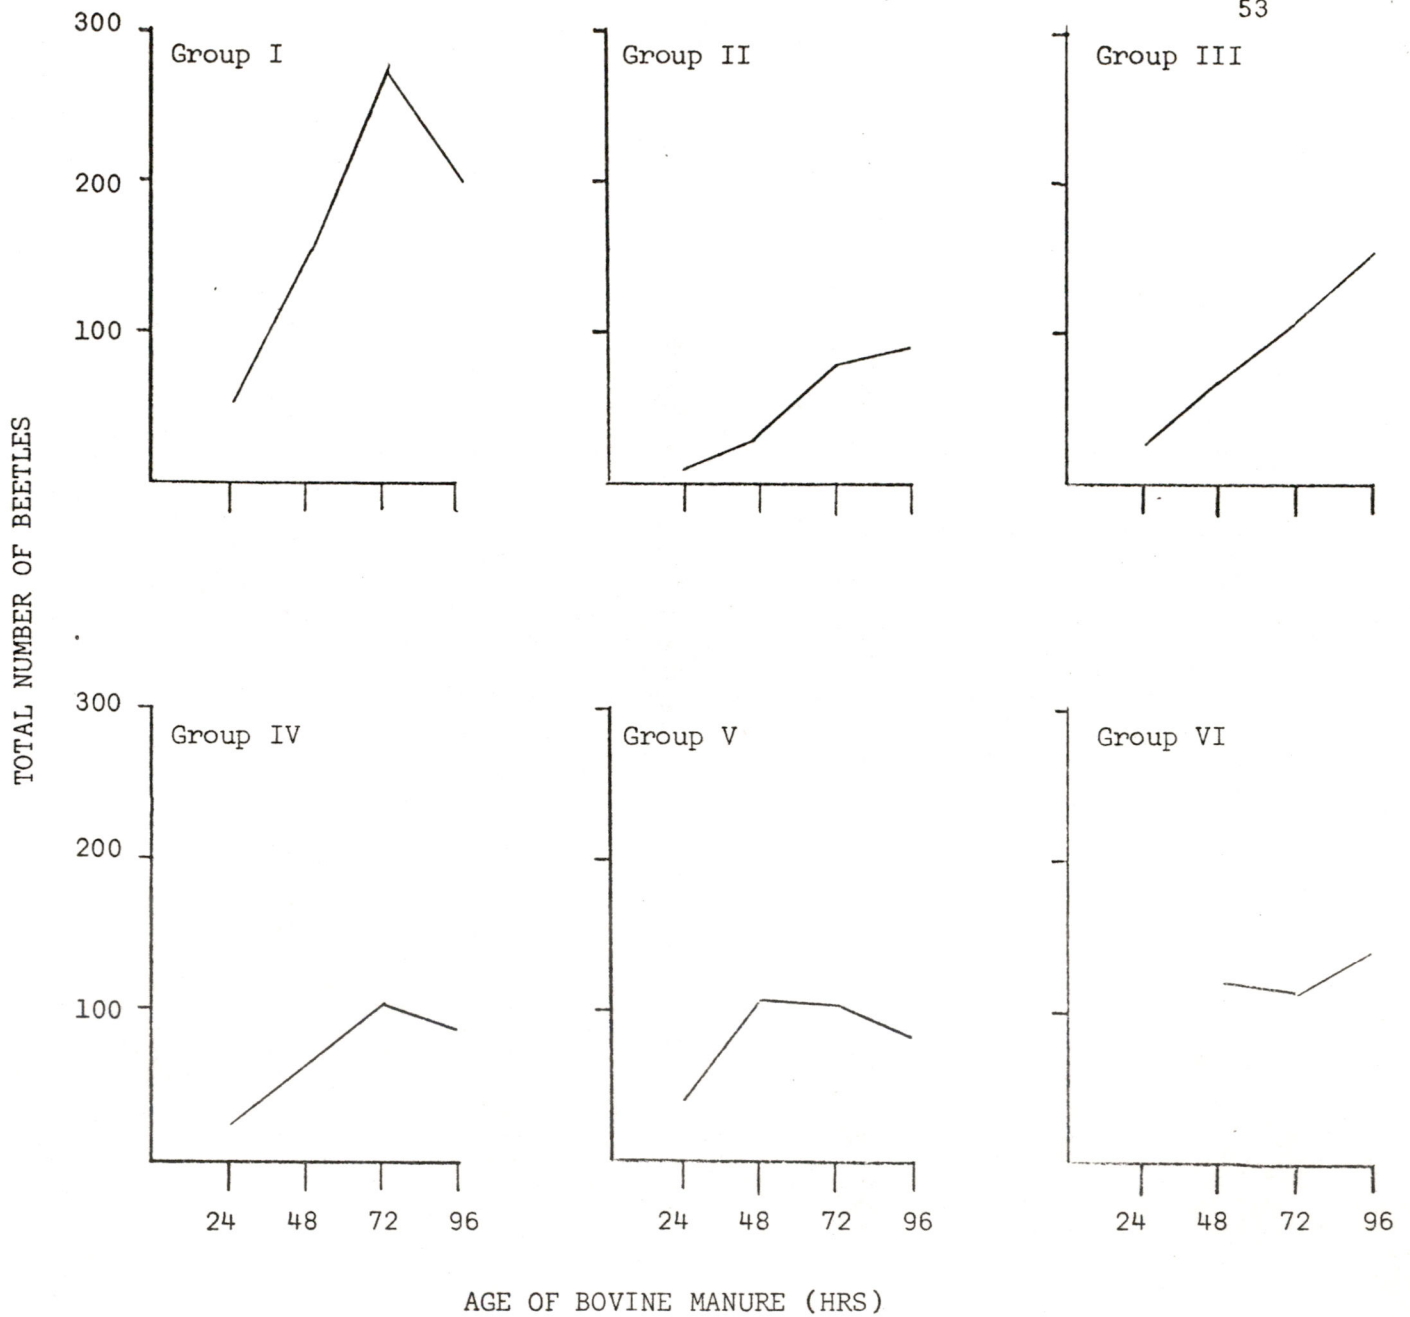 53
300
200
100
Group I
Group II
Group III
TOTAL NUMBER OF BEETLES
300
200
100
Group IV
Group V
Group VI
24 48 72 96
24 48 72 96
24 48 72 96
AGE OF BOVINE MANURE (HRS)